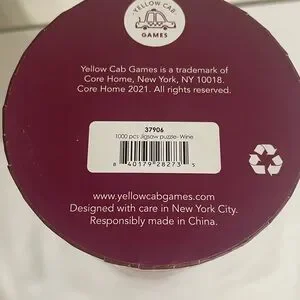 YELLOW CAB
GAMES
Yellow Cab Games is a trademark of
Core Home, New York, NY 10018.
Core Home 2021. All rights reserved.
37906
1000 pcs Jigsaw puzzle- Wine
8 40179 28273 5
www.yellowcabgames.com
Designed with care in New York City.
Responsibly made in China.